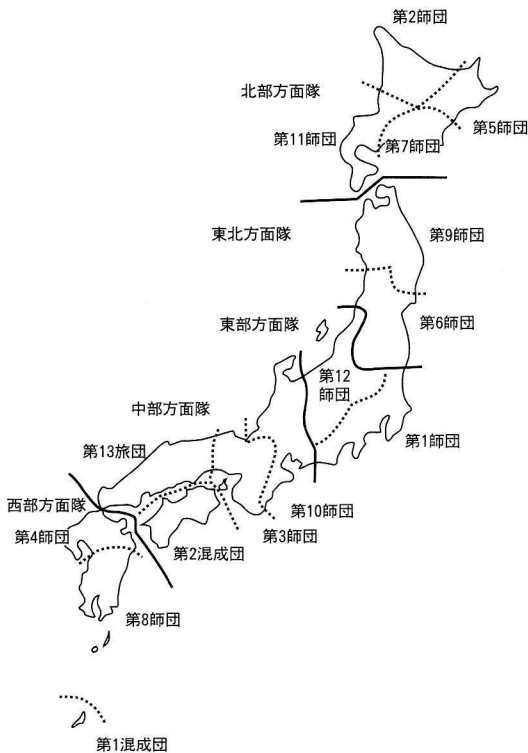 第2師団
北部方面隊
第5師団
第11師団
第7師団
東北方面隊
第9師団
第6師団
東部方面隊
第12
師団
中部方面隊
第1師団
第13旅団
第10師団
西部方面隊
第3師団
第4師団
第2混成団
第8師団
第1混成団